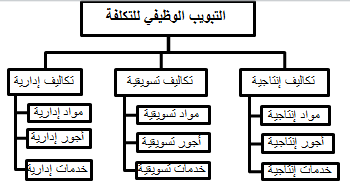 التبويب الوظيفي للتكلفة
تكاليف إنتاجية
مواد إنتاجية
أجور إنتاجية
خدمات إنتاجية
تكاليف تسويقية
مواد تسويقية
أجور تسويقية
خدمات تسويقية
تكاليف إدارية
مواد إدارية
أجور إدارية
خدمات إدارية